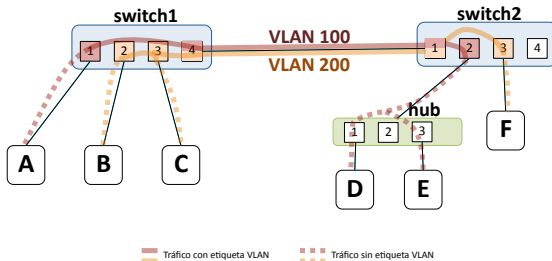 switch1
switch2
VLAN 100
VLAN 200
1 2 3 4
1 2 3 4
hub
1 2 3
A
B
C
D
E
F
Tráfico con etiqueta VLAN
Tráfico sin etiqueta VLAN